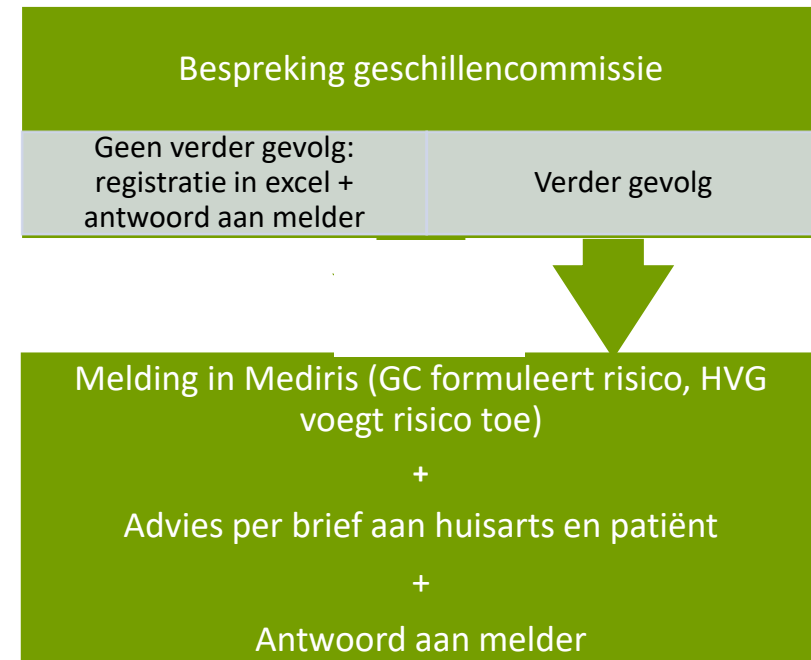 Bespreking geschillencommissie
Geen verder gevolg:
registratie in excel +
antwoord aan melder
Verder gevolg
Melding in Mediris (GC formuleert risico, HVG
voegt risico toe)
+
Advies per brief aan huisarts en patiënt
+
Antwoord aan melder